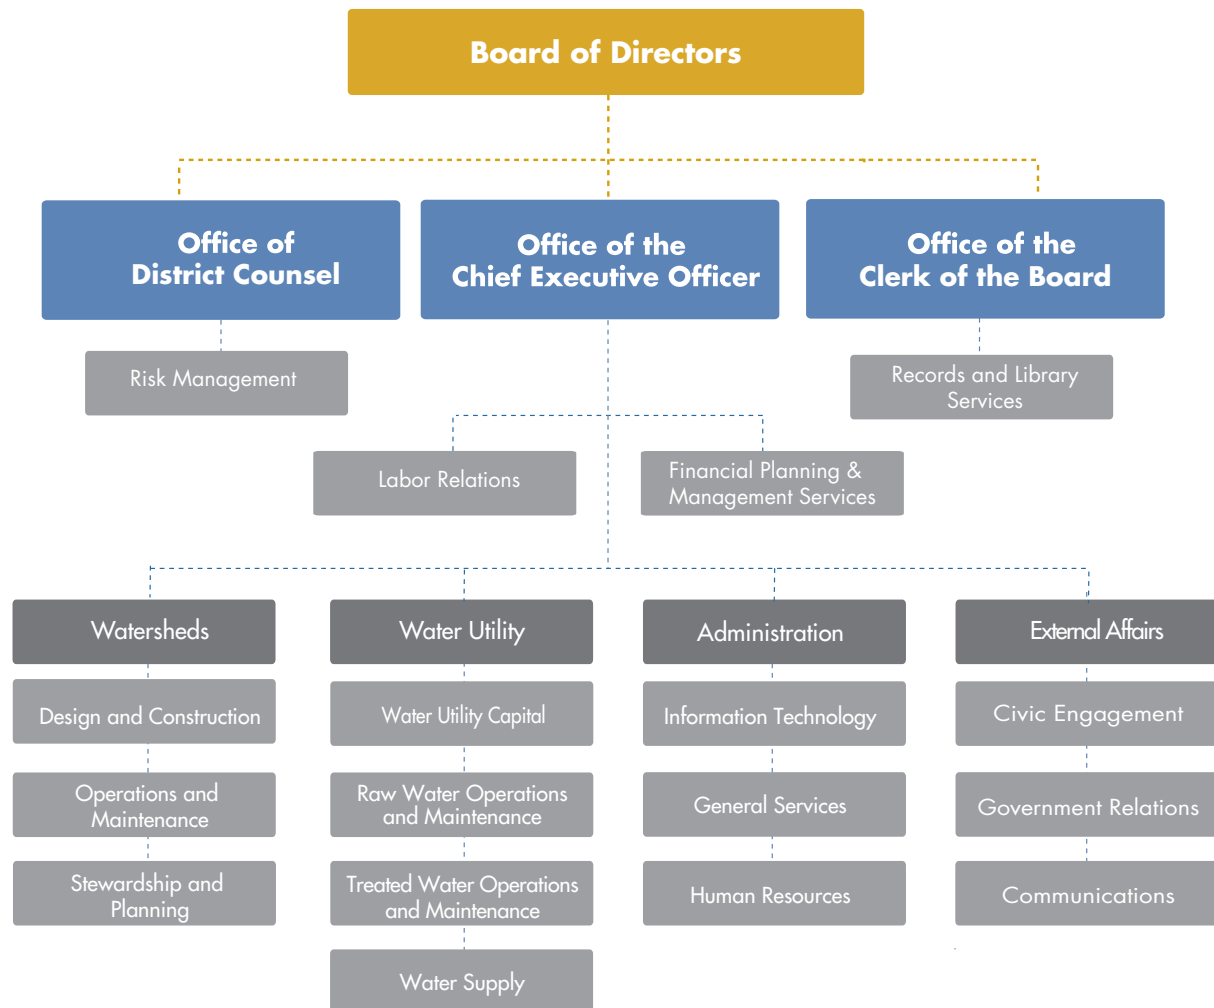 Board of Directors
Office of
District Counsel
Office of the
Chief Executive Officer
Office of the
Clerk of the Board
Risk Management
Records and Library
Services
Labor Relations
Financial Planning &
Management Services
Watersheds
Water Utility
Administration
External Affairs
Design and Construction
Water Utility Capital
Information Technology
Civic Engagement
Operations and
Maintenance
Raw Water Operations
and Maintenance
General Services
Government Relations
Stewardship and
Planning
Treated Water Operations
and Maintenance
Human Resources
Communications
Water Supply